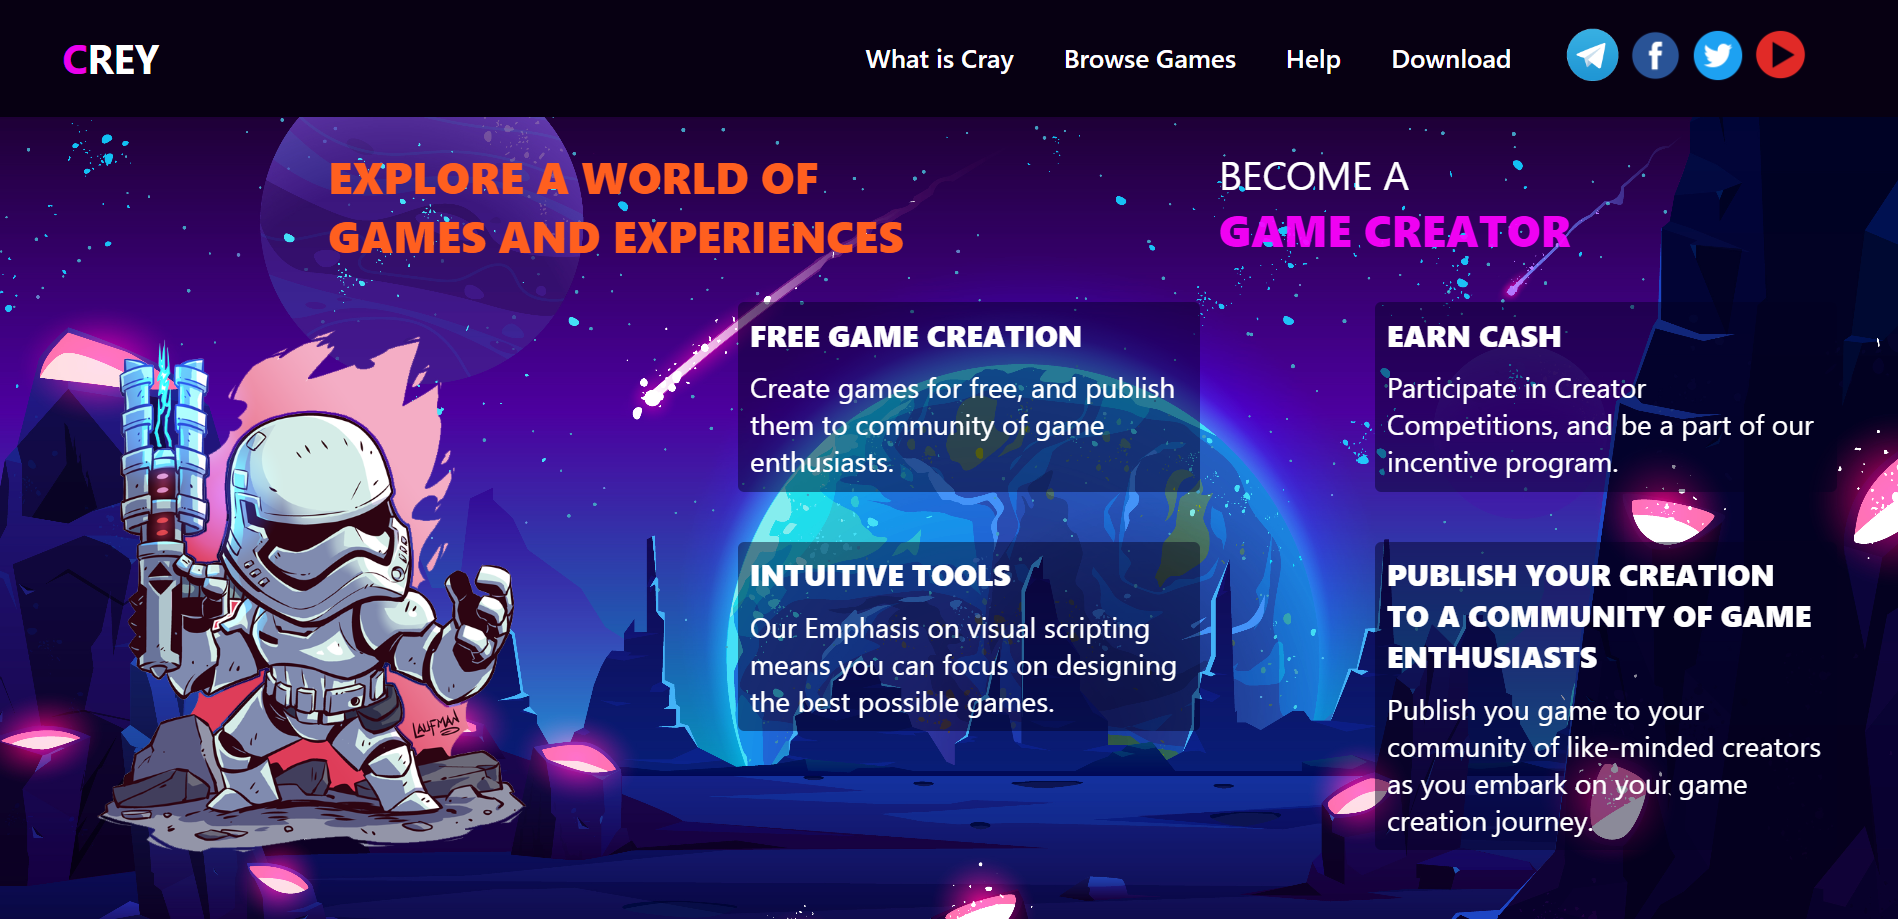 CREY
What is Cray
Browse Games
Help
Download
EXPLORE A WORLD OF
GAMES AND EXPERIENCES
BECOME A
GAME CREATOR
FREE GAME CREATION
Create games for free, and publish
them to community of game
enthusiasts.
EARN CASH
Participate in Creator
Competitions, and be a part of our
incentive program.
INTUITIVE TOOLS
Our Emphasis on visual scripting
means you can focus on designing
the best possible games.
PUBLISH YOUR CREATION
TO A COMMUNITY OF GAME
ENTHUSIASTS
Publish you game to your
community of like-minded creators
as you embark on your game
creation journey.
LAUFMAN